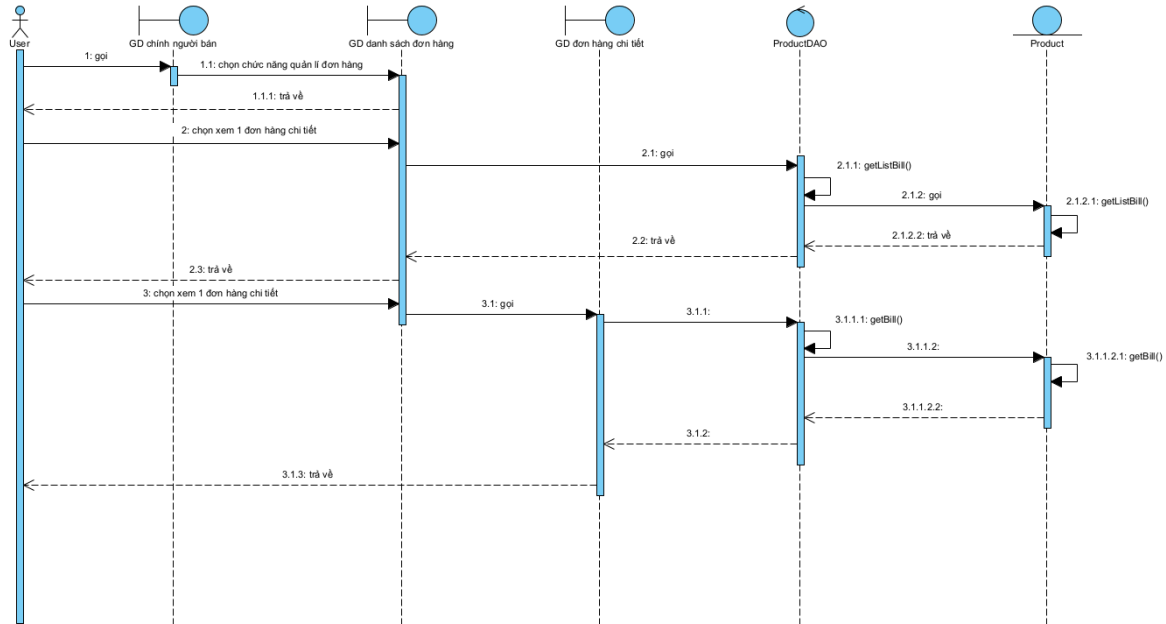 User
GD chính người bán
GD danh sách đơn hàng
GD đơn hàng chi tiết
ProductDAO
Product
1: gọi
1.1: chọn chức năng quản lí đơn hàng
1.1.1: trả về
2: chọn xem 1 đơn hàng chi tiết
2.1: gọi
2.1.1: getListBill()
2.1.2: gọi
2.1.2.1: getListBill()
2.1.2.2: trả về
2.2: trả về
2.3: trả về
3: chọn xem 1 đơn hàng chi tiết
3.1: gọi
3.1.1:
3.1.1.1: getBill()
3.1.1.2:
3.1.1.2.1: getBill()
3.1.1.2.2:
3.1.2:
3.1.3: trả về